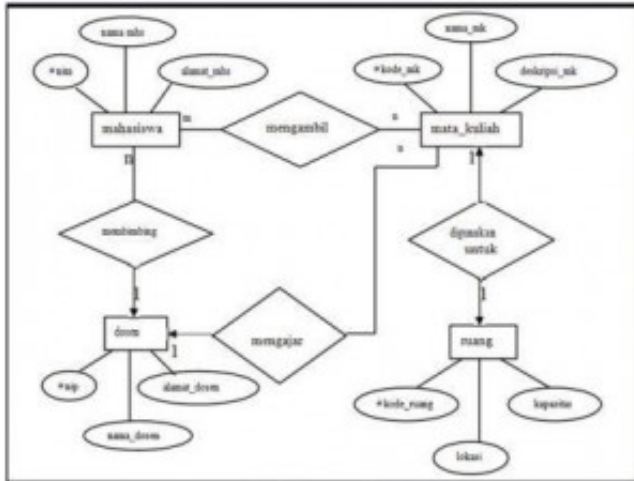 nama mhs
*nim
alamat_mhs
mahasiswa
m
mengambil
n
nama_mk
*kode_mk
deskripsi_mk
mata_kuliah
n
1
n
membimbing
1
digunakan
untuk
1
dosen
1
mengajar
ruang
*nip
alamat_dosen
nama_dosen
*kode_ruang
kapasitas
lokasi